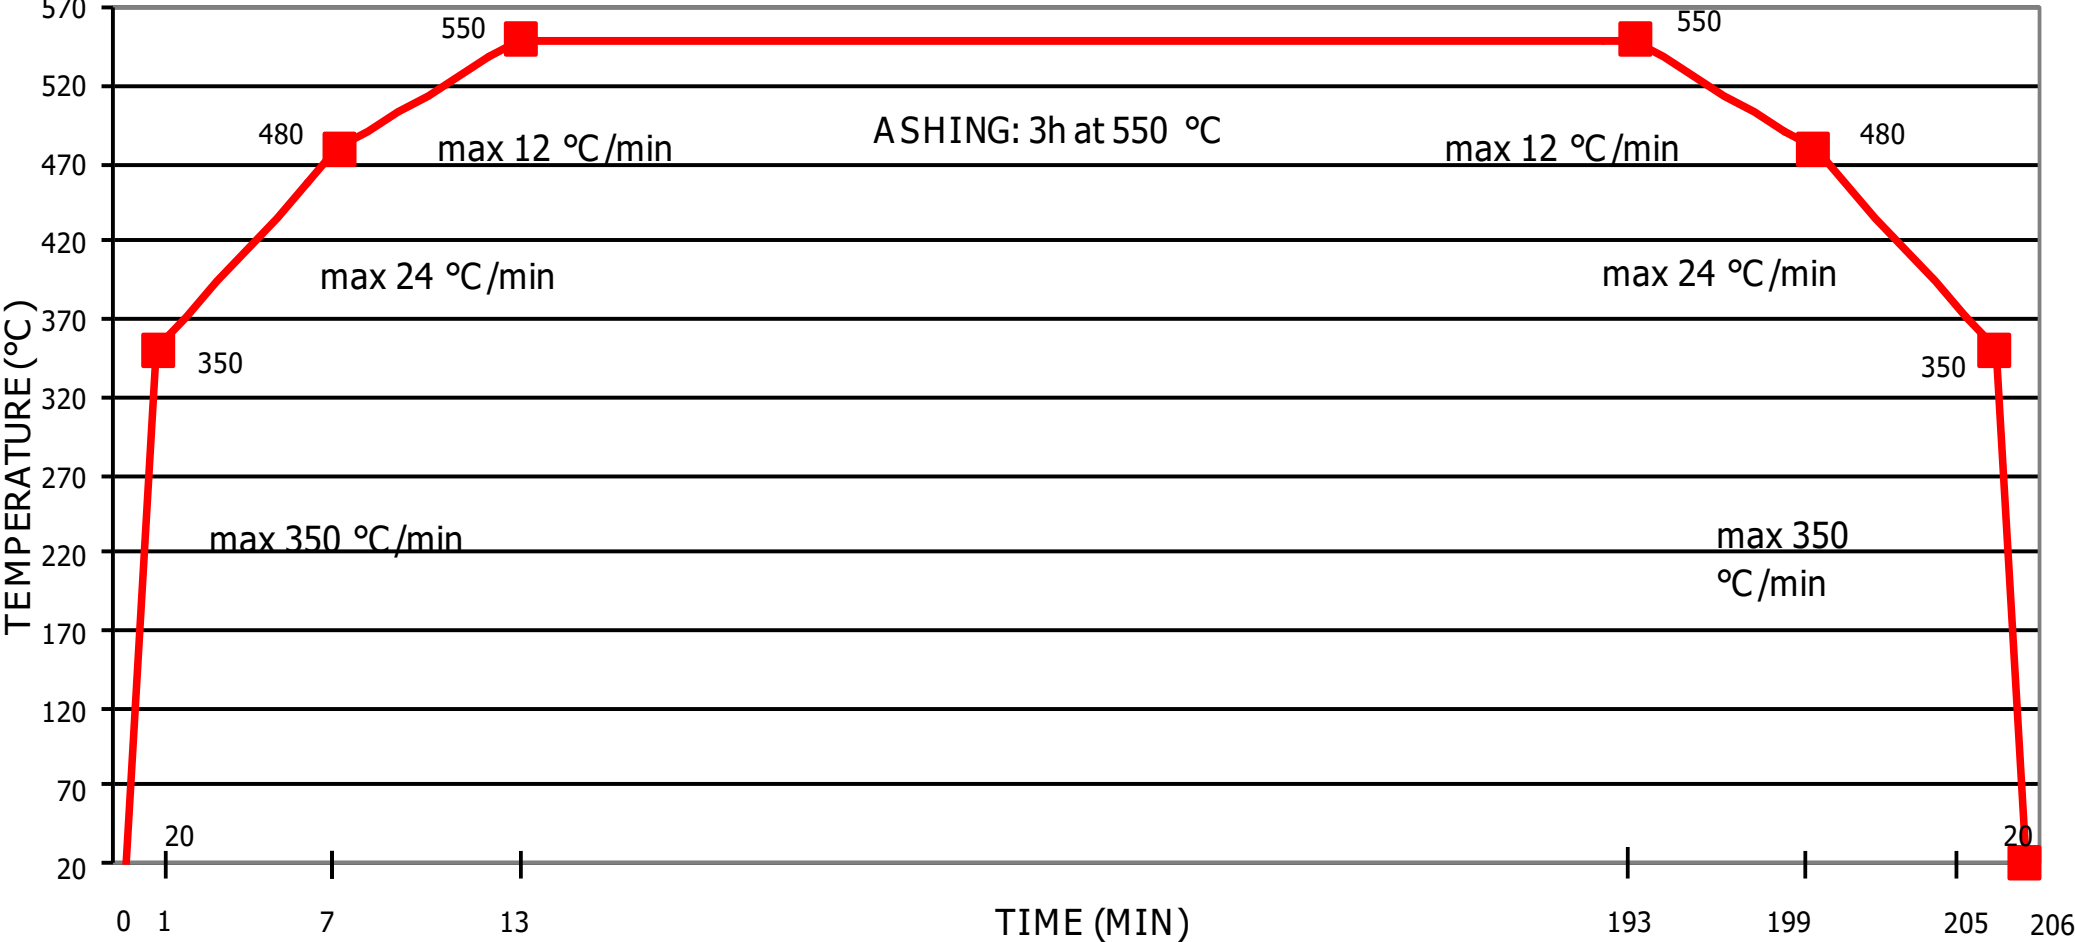 570
550
550
520
ASHING: 3h at 550 °C
480
max 12 °C/min
max 12 °C/min
480
470
420
max 24 °C/min
max 24 °C/min
TEMPERATURE (°C)
370
350
350
320
270
max 350 °C/min
max 350
°C/min
220
170
120
70
20
20
20
0 1 7 13 193 199 205 206
TIME (MIN)